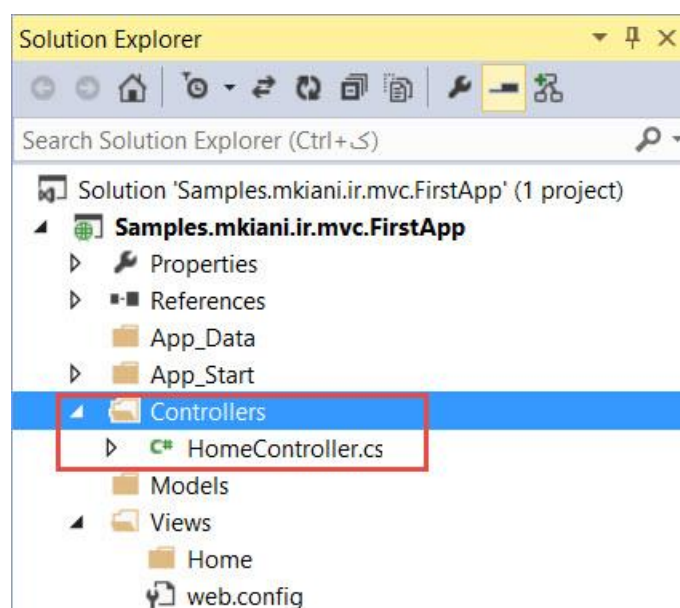 Solution Explorer
Search Solution Explorer (Ctrl+ک)
Solution 'Samples.mkiani.ir.mvc.FirstApp' (1 project)
Samples.mkiani.ir.mvc.FirstApp
Properties
References
App_Data
App_Start
Controllers
C# HomeController.cs
Models
Views
Home
web.config